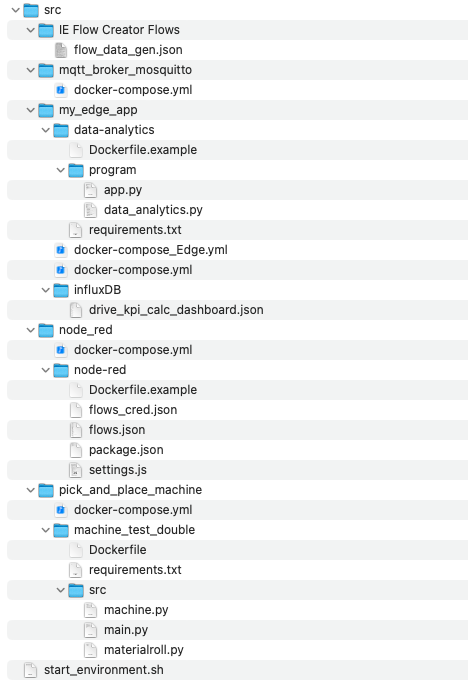 src
IE Flow Creator Flows
flow_data_gen.json
mqtt_broker_mosquitto
docker-compose.yml
my_edge_app
data-analytics
Dockerfile.example
program
app.py
data_analytics.py
requirements.txt
docker-compose_Edge.yml
docker-compose.yml
influxDB
drive_kpi_calc_dashboard.json
node_red
docker-compose.yml
node-red
Dockerfile.example
flows_cred.json
flows.json
package.json
settings.js
pick_and_place_machine
docker-compose.yml
machine_test_double
Dockerfile
requirements.txt
src
machine.py
main.py
materialroll.py
start_environment.sh